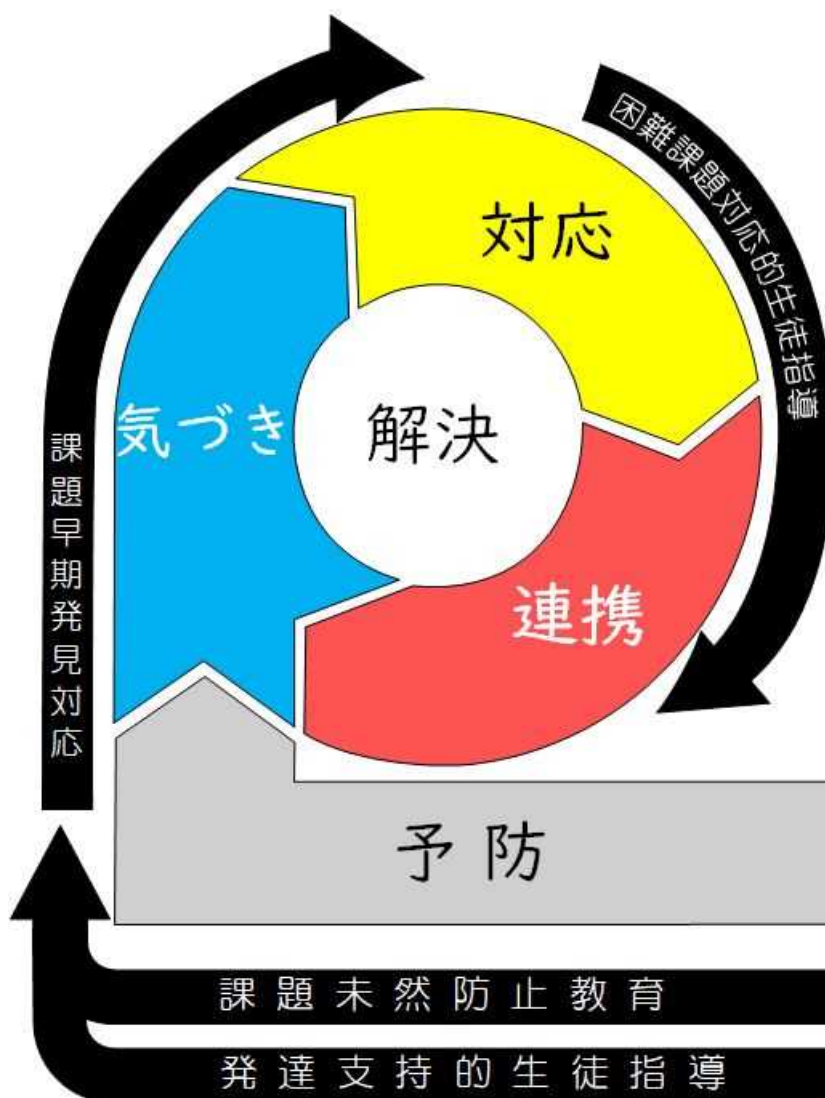 困難課題対応的生徒指導
対応
気づき
解決
課題早期発見対応
連携
予防
課題未然防止教育
発達支持的生徒指導